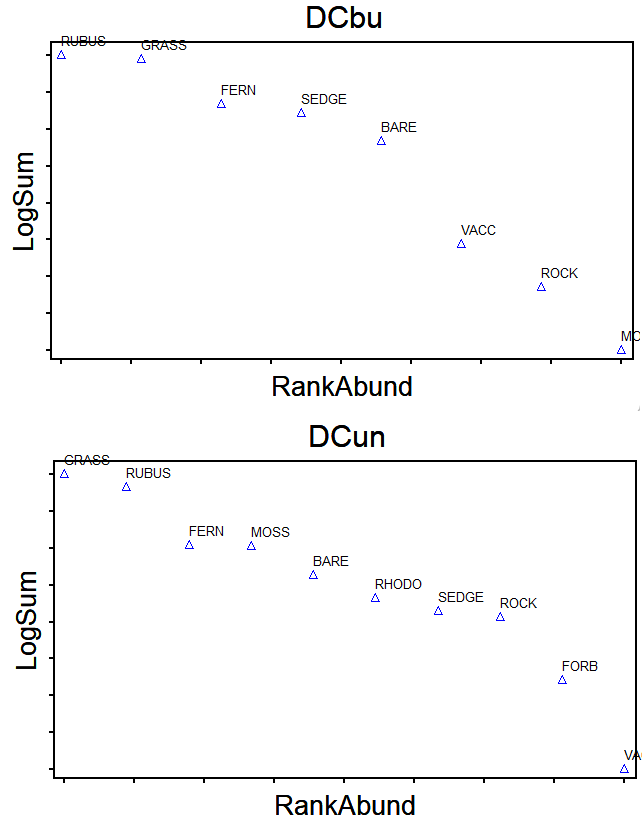 DCbu
RUBUS
GRASS
FERN
SEDGE
BARE
VACC
ROCK
LogSum
RankAbund
DCun
GRASS
RUBUS
FERN
MOSS
BARE
RHODO
SEDGE
ROCK
FORB
LogSum
RankAbund